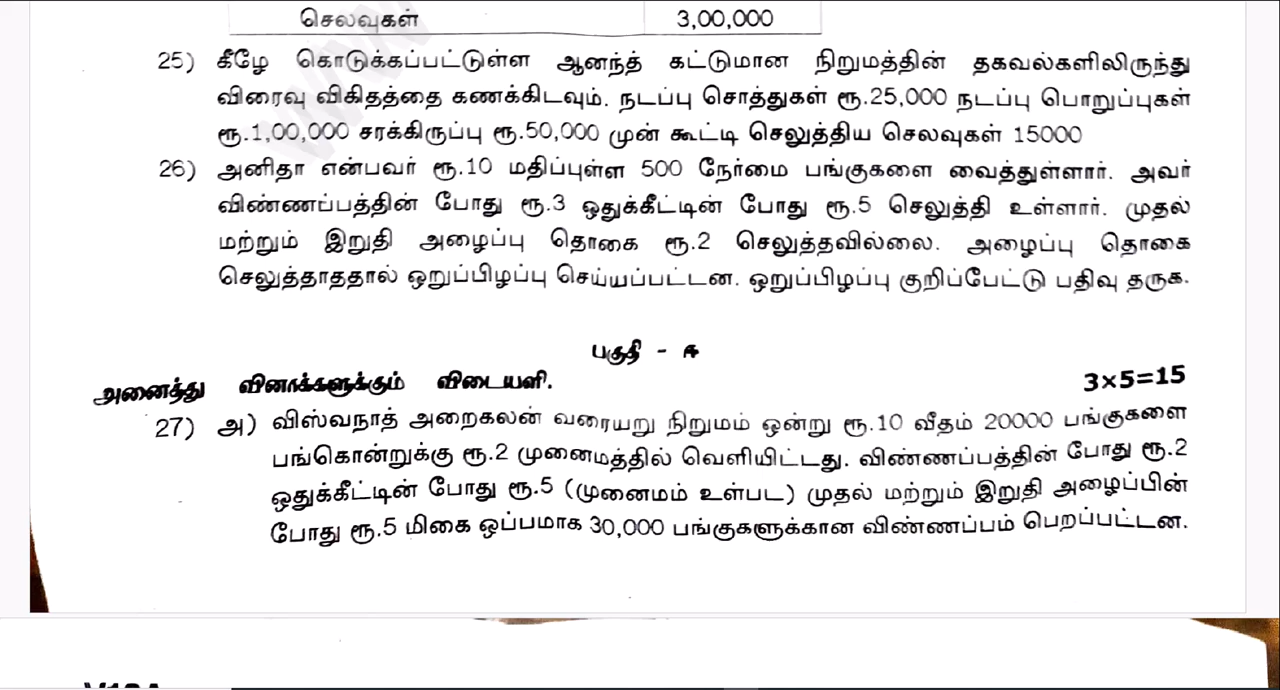 செலவுகள் 3,00,000
25) கீழே கொடுக்கப்பட்டுள்ள ஆனந்த் கட்டுமான நிறுமத்தின் தகவல்களிலிருந்து
விரைவு விகிதத்தை கணக்கிடவும். நடப்பு சொத்துகள் ரூ.25,000 நடப்பு பொறுப்புகள்
ரூ.1,00,000 சரக்கிருப்பு ரூ.50,000 முன் கூட்டி செலுத்திய செலவுகள் 15000
26) அனிதா என்பவர் ரூ.10 மதிப்புள்ள 500 நேர்மை பங்குகளை வைத்துள்ளார். அவர்
விண்ணப்பத்தின் போது ரூ.3 ஒதுக்கீட்டின் போது ரூ.5 செலுத்தி உள்ளார். முதல்
மற்றும் இறுதி அழைப்பு தொகை ரூ.2 செலுத்தவில்லை. அழைப்பு தொகை
செலுத்தாததால் ஒறுப்பிழப்பு செய்யப்பட்டன. ஒறுப்பிழப்பு குறிப்பேட்டு பதிவு தருக.
பகுதி - ஈ
அனைத்து வினாக்களுக்கும் விடையளி. 3×5=15
27) அ) விஸ்வநாத் அறைகலன் வரையறு நிறுமம் ஒன்று ரூ.10 வீதம் 20000 பங்குகளை
பங்கொன்றுக்கு ரூ.2 முனைமத்தில் வெளியிட்டது. விண்ணப்பத்தின் போது ரூ.2
ஒதுக்கீட்டின் போது ரூ.5 (முனைமம் உள்பட) முதல் மற்றும் இறுதி அழைப்பின்
போது ரூ.5 மிகை ஒப்பமாக 30,000 பங்குகளுக்கான விண்ணப்பம் பெறப்பட்டன.